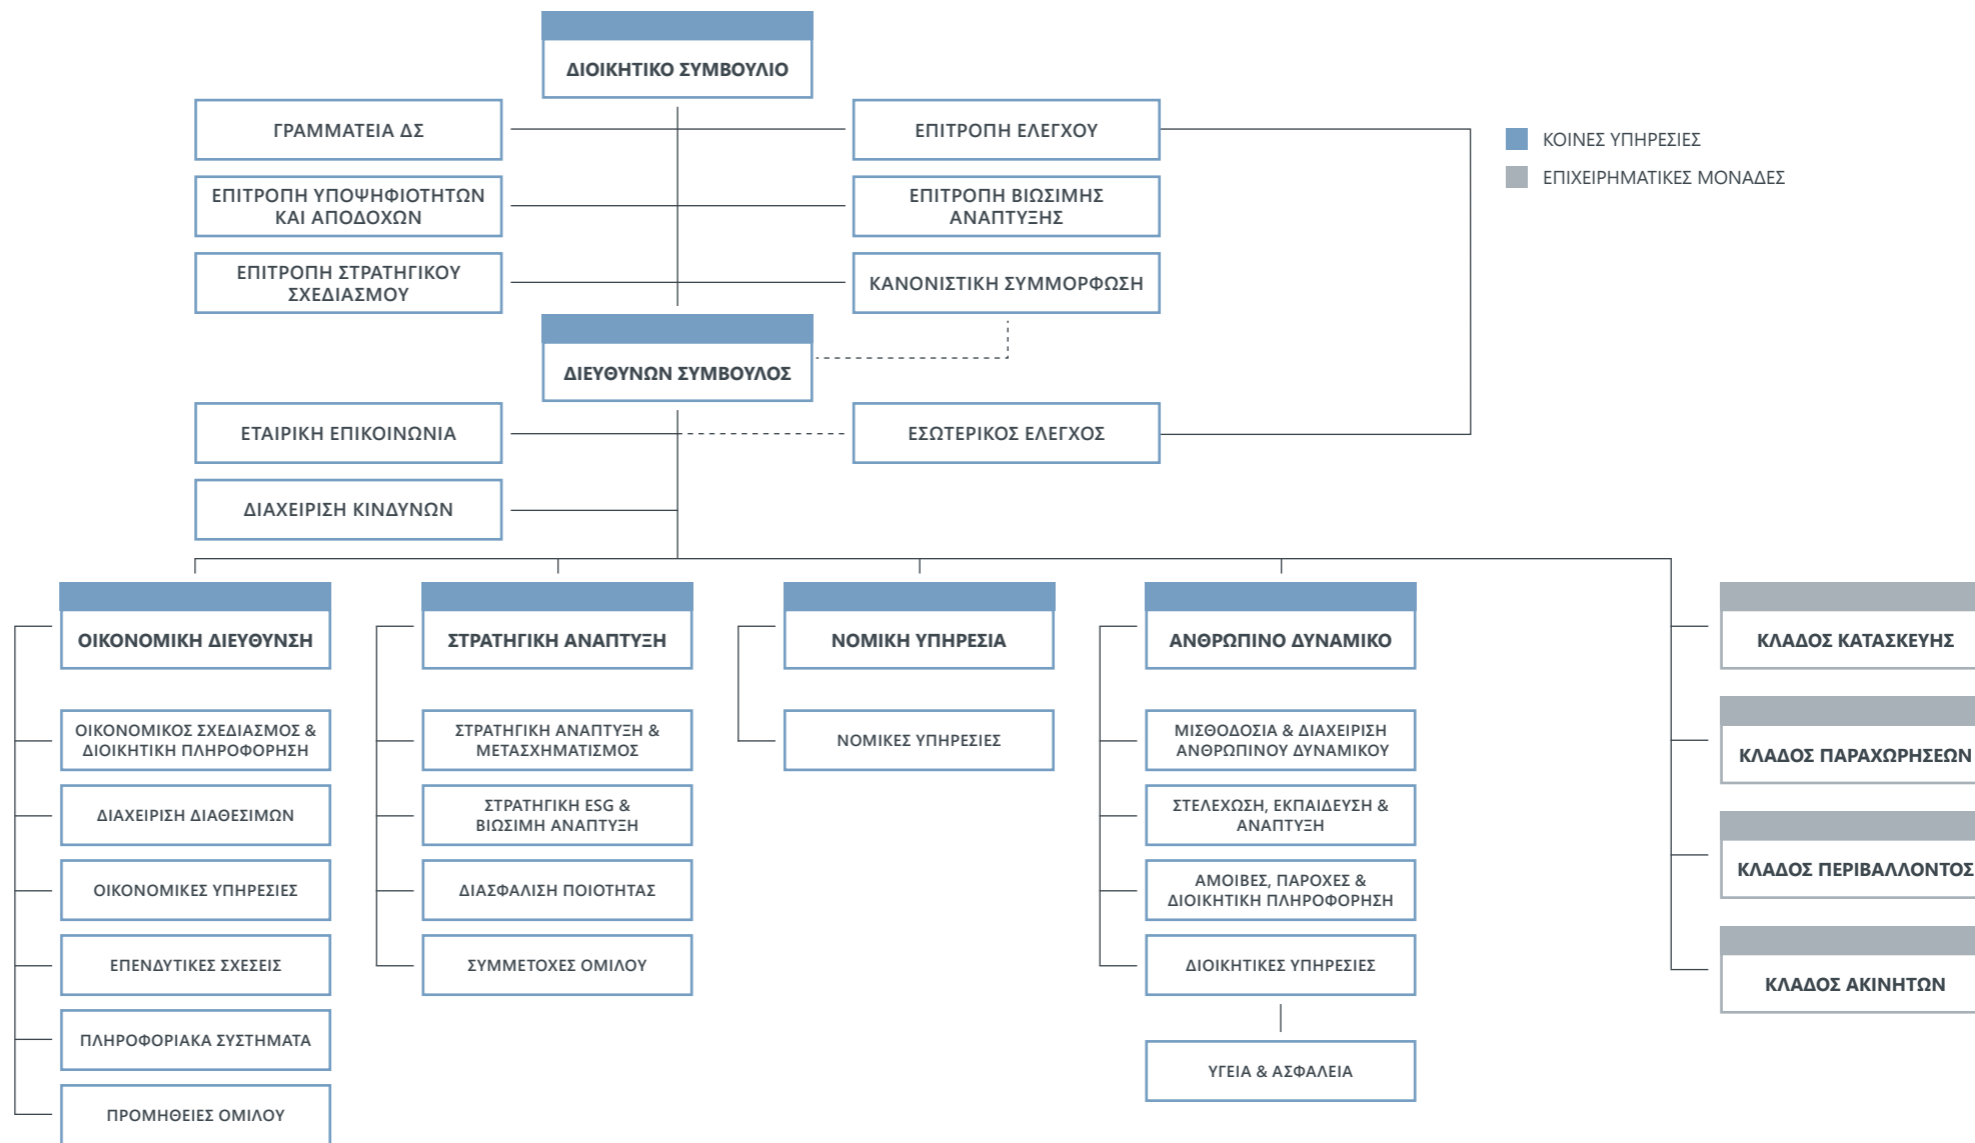 ΔΙΟΙΚΗΤΙΚΟ ΣΥΜΒΟΥΛΙΟ
ΓΡΑΜΜΑΤΕΙΑ ΔΣ
ΕΠΙΤΡΟΠΗ ΕΛΕΓΧΟΥ
ΚΟΙΝΕΣ ΥΠΗΡΕΣΙΕΣ
ΕΠΙΧΕΙΡΗΜΑΤΙΚΕΣ ΜΟΝΑΔΕΣ
ΕΠΙΤΡΟΠΗ ΥΠΟΨΗΦΙΟΤΗΤΩΝ
ΚΑΙ ΑΠΟΔΟΧΩΝ
ΕΠΙΤΡΟΠΗ ΒΙΩΣΙΜΗΣ
ΑΝΑΠΤΥΞΗΣ
ΕΠΙΤΡΟΠΗ ΣΤΡΑΤΗΓΙΚΟΥ
ΣΧΕΔΙΑΣΜΟΥ
ΚΑΝΟΝΙΣΤΙΚΗ ΣΥΜΜΟΡΦΩΣΗ
ΔΙΕΥΘΥΝΩΝ ΣΥΜΒΟΥΛΟΣ
ΕΤΑΙΡΙΚΗ ΕΠΙΚΟΙΝΩΝΙΑ
ΕΣΩΤΕΡΙΚΟΣ ΕΛΕΓΧΟΣ
ΔΙΑΧΕΙΡΙΣΗ ΚΙΝΔΥΝΩΝ
ΟΙΚΟΝΟΜΙΚΗ ΔΙΕΥΘΥΝΣΗ
ΟΙΚΟΝΟΜΙΚΟΣ ΣΧΕΔΙΑΣΜΟΣ &
ΔΙΟΙΚΗΤΙΚΗ ΠΛΗΡΟΦΟΡΗΣΗ
ΔΙΑΧΕΙΡΙΣΗ ΔΙΑΘΕΣΙΜΩΝ
ΟΙΚΟΝΟΜΙΚΕΣ ΥΠΗΡΕΣΙΕΣ
ΕΠΕΝΔΥΤΙΚΕΣ ΣΧΕΣΕΙΣ
ΠΛΗΡΟΦΟΡΙΑΚΑ ΣΥΣΤΗΜΑΤΑ
ΠΡΟΜΗΘΕΙΕΣ ΟΜΙΛΟΥ
ΣΤΡΑΤΗΓΙΚΗ ΑΝΑΠΤΥΞΗ
ΣΤΡΑΤΗΓΙΚΗ ΑΝΑΠΤΥΞΗ &
ΜΕΤΑΣΧΗΜΑΤΙΣΜΟΣ
ΣΤΡΑΤΗΓΙΚΗ ESG &
ΒΙΩΣΙΜΗ ΑΝΑΠΤΥΞΗ
ΔΙΑΣΦΑΛΙΣΗ ΠΟΙΟΤΗΤΑΣ
ΣΥΜΜΕΤΟΧΕΣ ΟΜΙΛΟΥ
ΝΟΜΙΚΗ ΥΠΗΡΕΣΙΑ
ΝΟΜΙΚΕΣ ΥΠΗΡΕΣΙΕΣ
ΑΝΘΡΩΠΙΝΟ ΔΥΝΑΜΙΚΟ
ΜΙΣΘΟΔΟΣΙΑ & ΔΙΑΧΕΙΡΙΣΗ
ΑΝΘΡΩΠΙΝΟΥ ΔΥΝΑΜΙΚΟΥ
ΣΤΕΛΕΧΩΣΗ, ΕΚΠΑΙΔΕΥΣΗ &
ΑΝΑΠΤΥΞΗ
ΑΜΟΙΒΕΣ, ΠΑΡΟΧΕΣ &
ΔΙΟΙΚΗΤΙΚΗ ΠΛΗΡΟΦΟΡΗΣΗ
ΔΙΟΙΚΗΤΙΚΕΣ ΥΠΗΡΕΣΙΕΣ
ΥΓΕΙΑ & ΑΣΦΑΛΕΙΑ
ΚΛΑΔΟΣ ΚΑΤΑΣΚΕΥΗΣ
ΚΛΑΔΟΣ ΠΑΡΑΧΩΡΗΣΕΩΝ
ΚΛΑΔΟΣ ΠΕΡΙΒΑΛΛΟΝΤΟΣ
ΚΛΑΔΟΣ ΑΚΙΝΗΤΩΝ